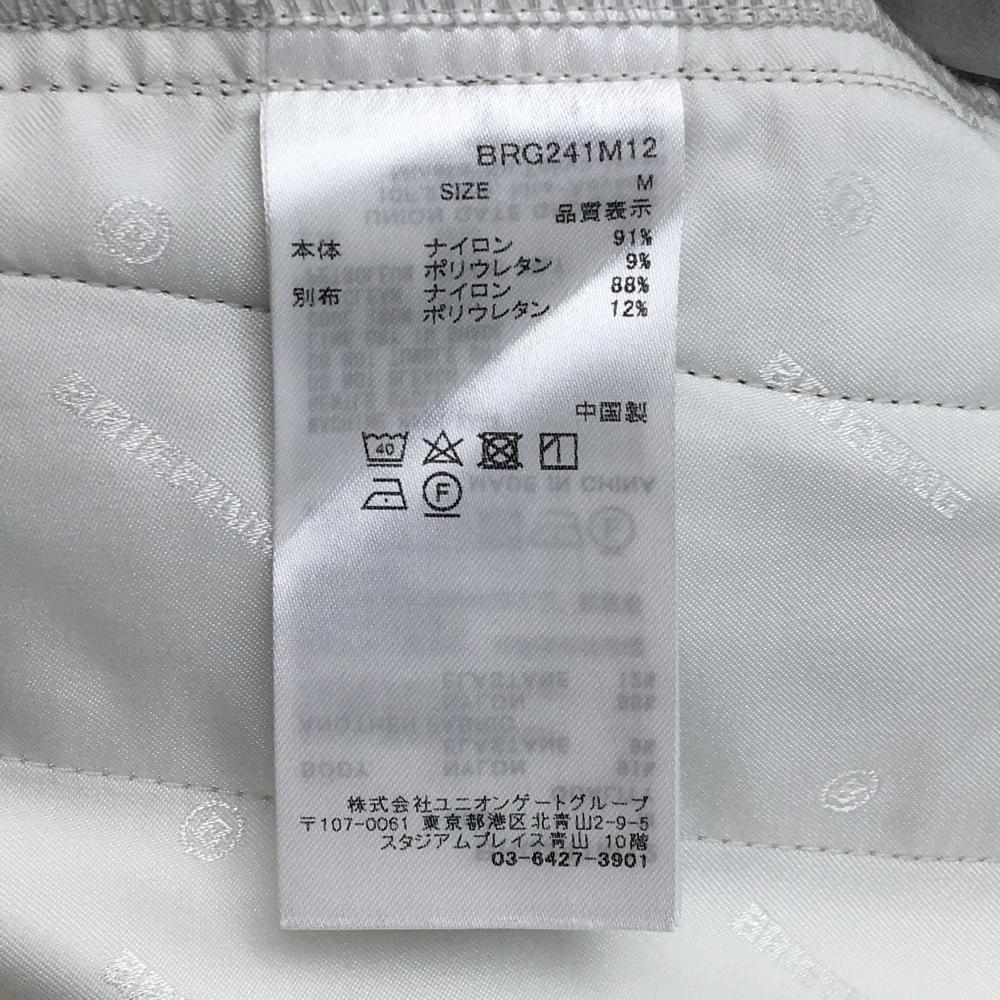 BRG241M12
SIZE M
品質表示
本体 ナイロン 91%
ポリウレタン 9%
別布 ナイロン 88%
ポリウレタン 12%
中国製
40
F
MADE IN CHINA
株式会社ユニオンゲートグループ
〒107-0061 東京都港区北青山2-9-5
スタジアムプレイス青山 10階
03-6427-3901